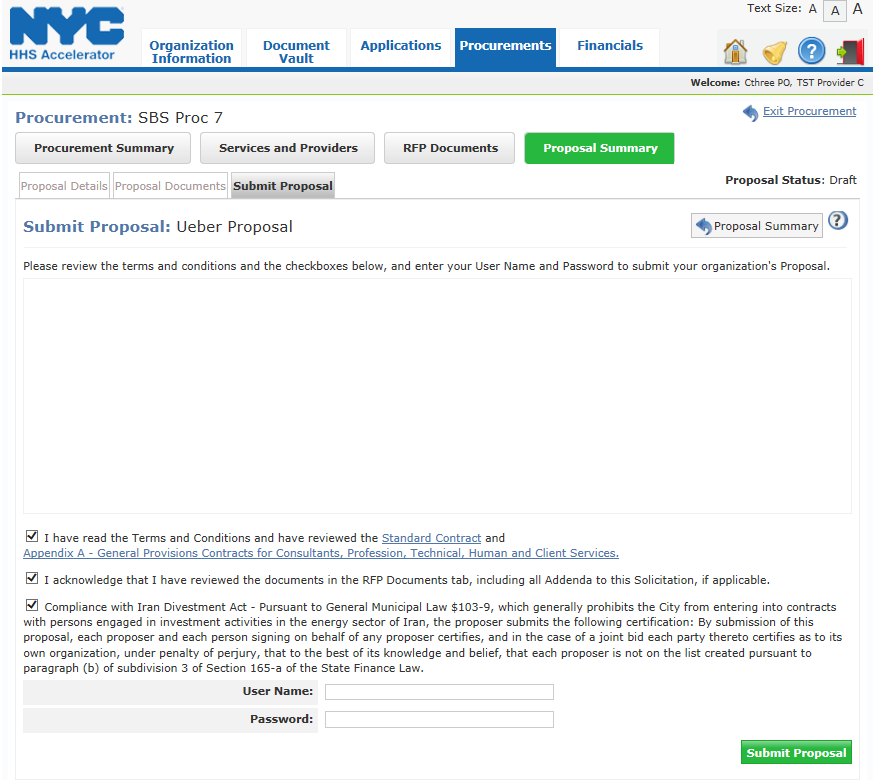 Text Size: A A A
NYC
HHS Accelerator
Organization Information
Document Vault
Applications
Procurements
Financials
Welcome: Cthree PO, TST Provider C
Procurement: SBS Proc 7
Exit Procurement
Procurement Summary
Services and Providers
RFP Documents
Proposal Summary
Proposal Details
Proposal Documents
Submit Proposal
Proposal Status: Draft
Submit Proposal: Ueber Proposal
Proposal Summary
?
Please review the terms and conditions and the checkboxes below, and enter your User Name and Password to submit your organization's Proposal.
I have read the Terms and Conditions and have reviewed the Standard Contract and
Appendix A - General Provisions Contracts for Consultants, Profession, Technical, Human and Client Services.
I acknowledge that I have reviewed the documents in the RFP Documents tab, including all Addenda to this Solicitation, if applicable.
Compliance with Iran Divestment Act - Pursuant to General Municipal Law $103-9, which generally prohibits the City from entering into contracts
with persons engaged in investment activities in the energy sector of Iran, the proposer submits the following certification: By submission of this
proposal, each proposer and each person signing on behalf of any proposer certifies, and in the case of a joint bid each party thereto certifies as to its
own organization, under penalty of perjury, that to the best of its knowledge and belief, that each proposer is not on the list created pursuant to
paragraph (b) of subdivision 3 of Section 165-a of the State Finance Law.
User Name:
Password:
Submit Proposal